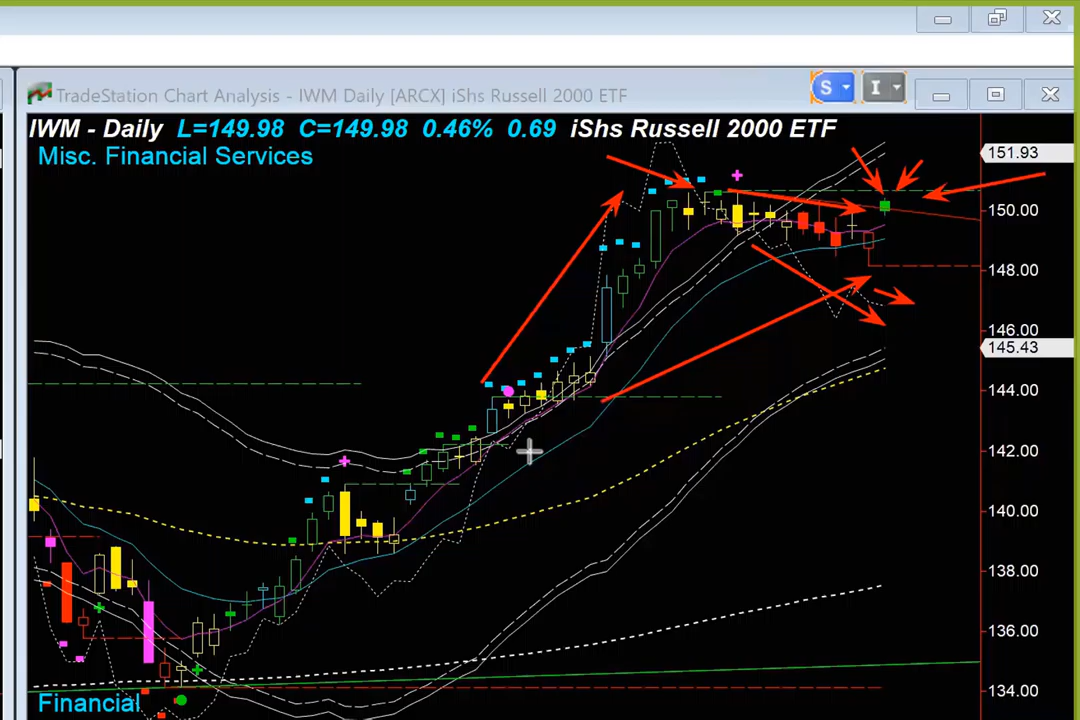 TradeStation Chart Analysis - IWM Daily [ARCX] iShs Russell 2000 ETF
S
I
IWM - Daily L=149.98 C=149.98 0.46% 0.69 iShs Russell 2000 ETF
Misc. Financial Services
151.93
150.00
148.00
146.00
145.43
144.00
142.00
140.00
138.00
136.00
134.00
Financial